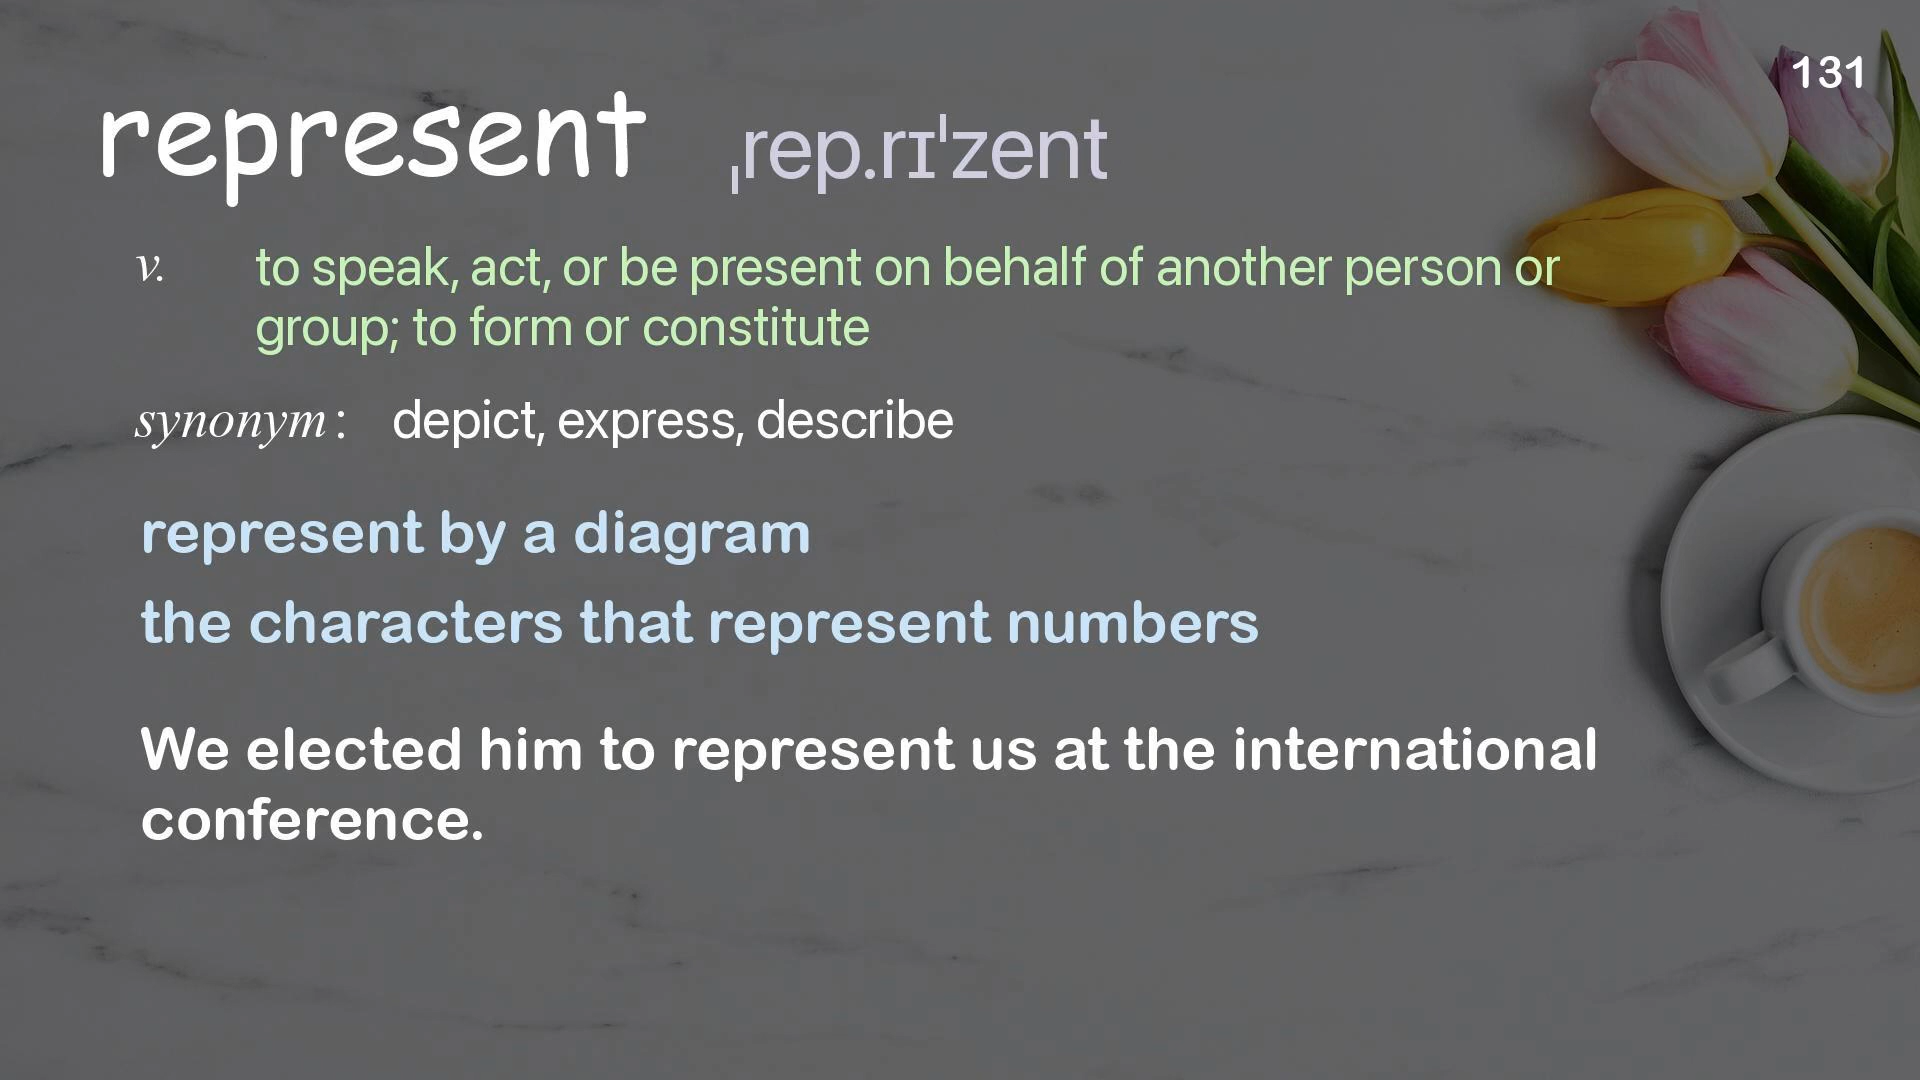 131
represent ˌrep.rɪˈzent
v. to speak, act, or be present on behalf of another person or
group; to form or constitute
synonym: depict, express, describe
represent by a diagram
the characters that represent numbers
We elected him to represent us at the international
conference.